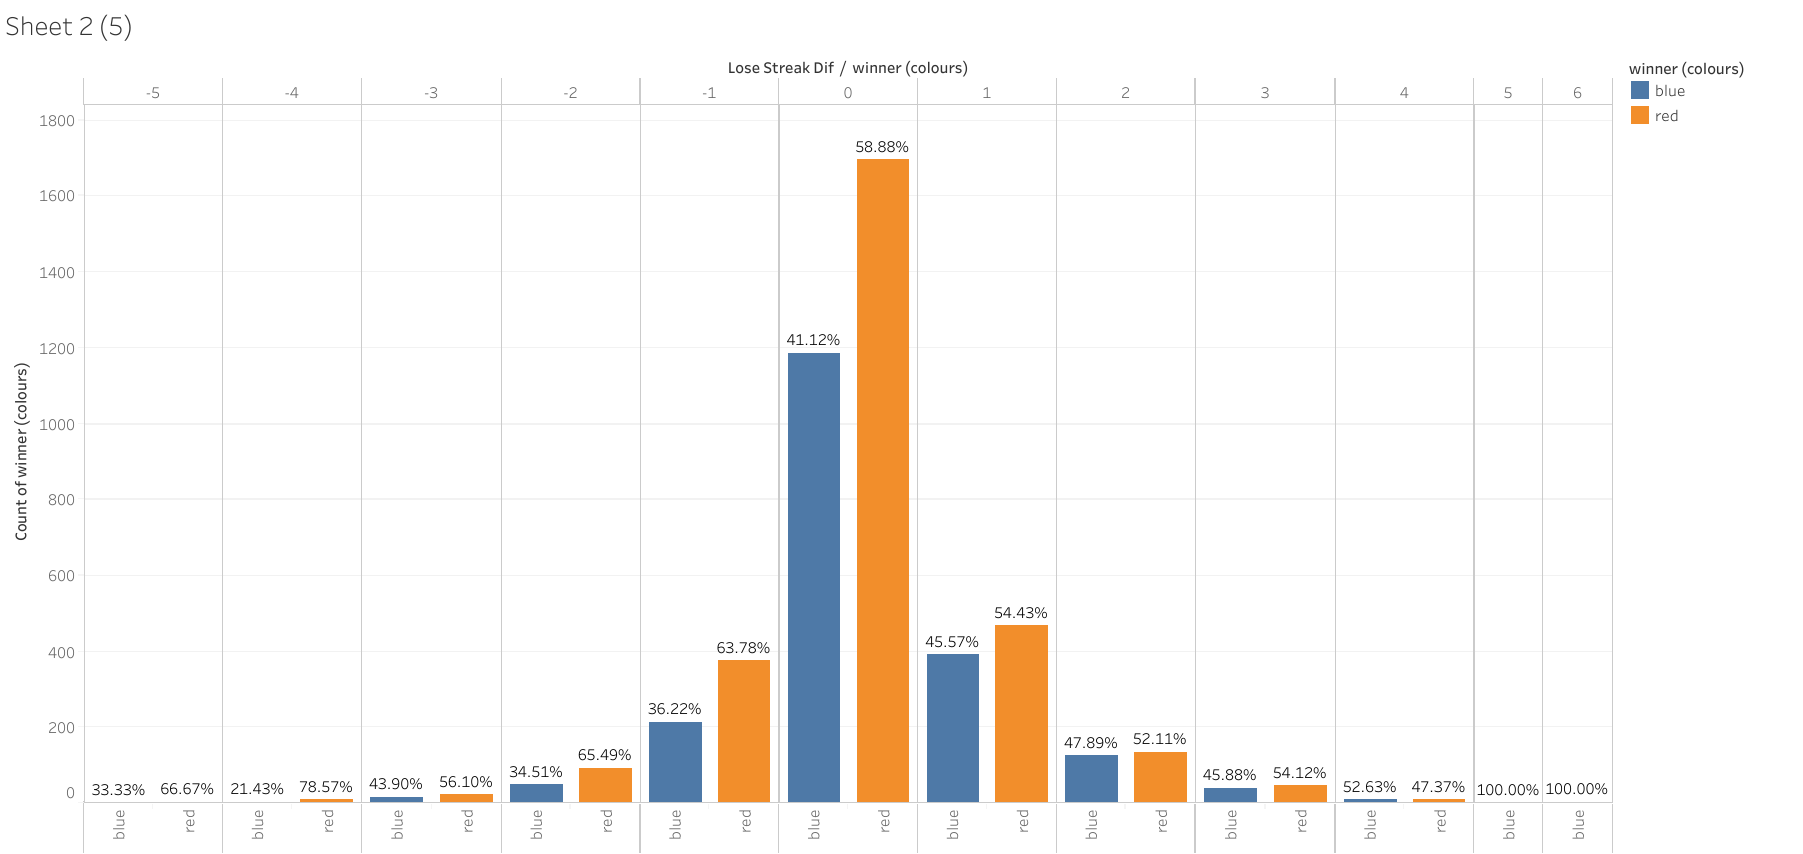 Sheet 2 (5)
Lose Streak Dif / winner (colours)
-5 -4 -3 -2 -1 0 1 2 3 4 5 6
winner (colours)
blue
red
Count of winner (colours)
1800
1600
1400
1200
1000
800
600
400
200
0
33.33% 66.67% 21.43% 78.57% 43.90% 56.10% 34.51% 65.49% 36.22% 63.78% 41.12% 58.88% 45.57% 54.43% 47.89% 52.11% 45.88% 54.12% 52.63% 47.37% 100.00% 100.00%
blue red blue red blue red blue red blue red blue red blue red blue red blue red blue red blue blue